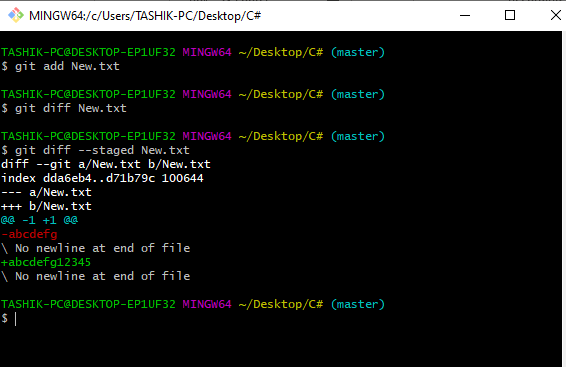 MINGW64:/c/Users/TASHIK-PC/Desktop/C#
TASHIK-PC@DESKTOP-EP1UF32 MINGW64 ~/Desktop/C# (master)
$ git add New.txt
TASHIK-PC@DESKTOP-EP1UF32 MINGW64 ~/Desktop/C# (master)
$ git diff New.txt
TASHIK-PC@DESKTOP-EP1UF32 MINGW64 ~/Desktop/C# (master)
$ git diff --staged New.txt
diff --git a/New.txt b/New.txt
index dda6eb4..d71b79c 100644
--- a/New.txt
+++ b/New.txt
@@ -1 +1 @@
-abcdefg
\ No newline at end of file
+abcdefg12345
\ No newline at end of file
TASHIK-PC@DESKTOP-EP1UF32 MINGW64 ~/Desktop/C# (master)
$